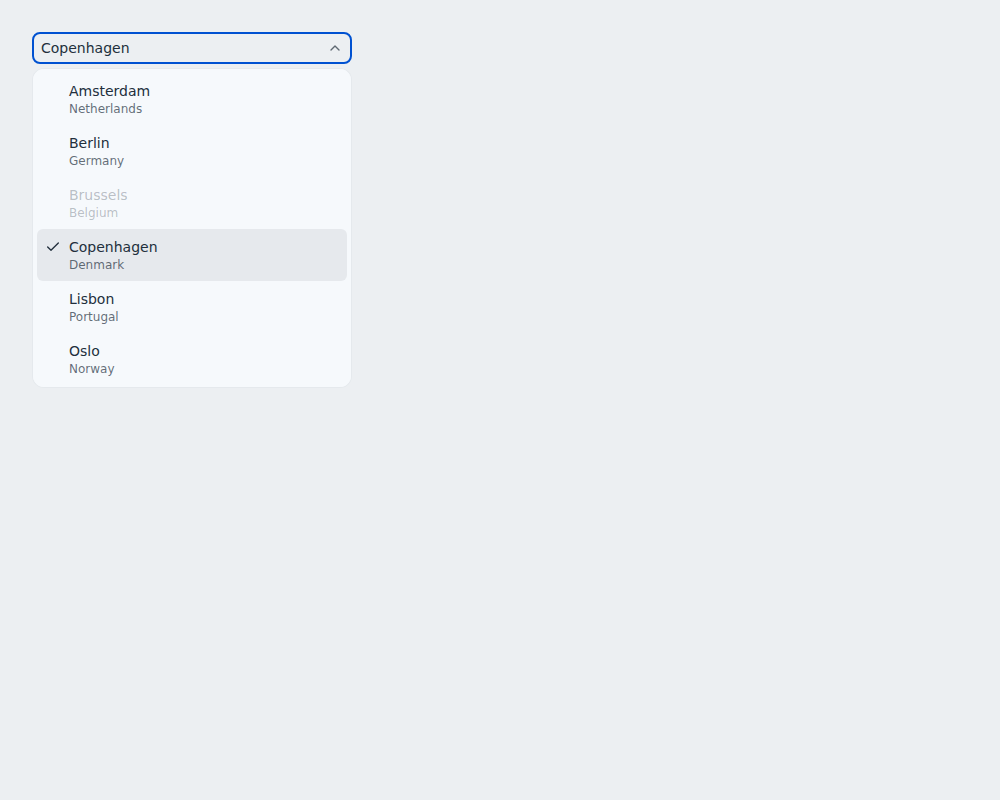 Copenhagen
Amsterdam
Netherlands
Berlin
Germany
Brussels
Belgium
Copenhagen
Denmark
Lisbon
Portugal
Oslo
Norway